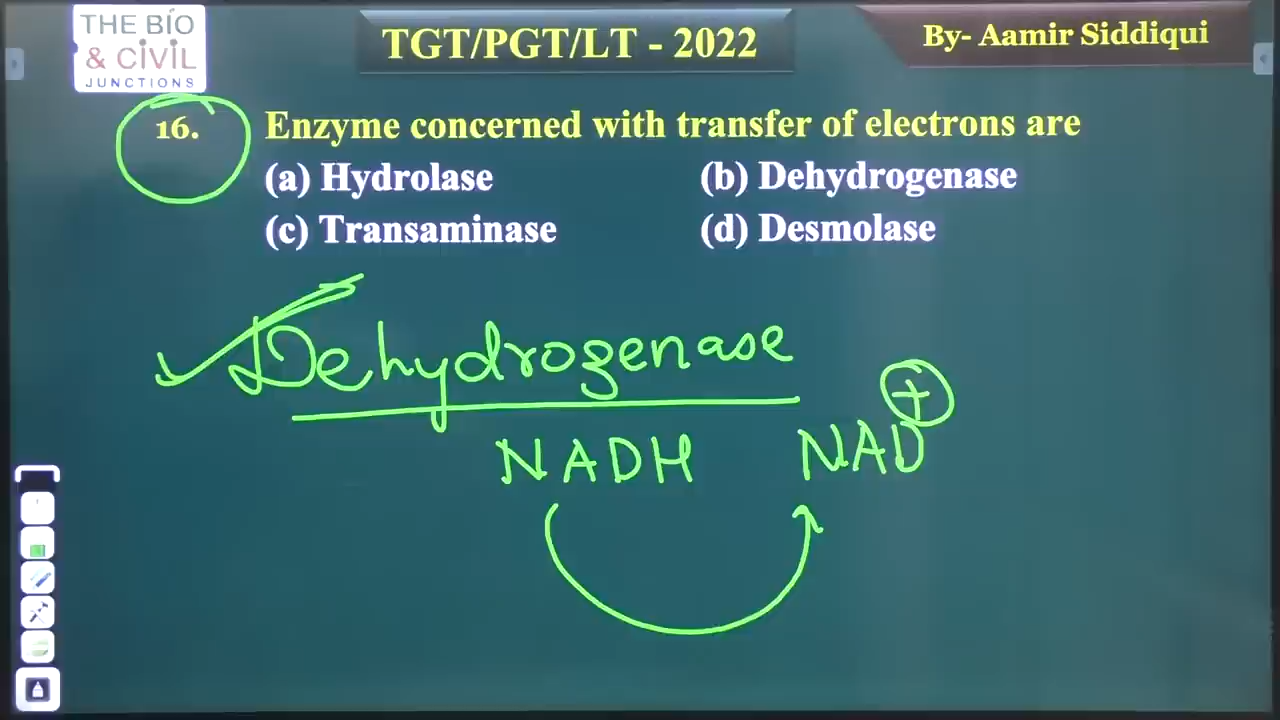 THE BIO
& CIVIL
JUNCTIONS
TGT/PGT/LT - 2022
By- Aamir Siddiqui
16. Enzyme concerned with transfer of electrons are
(a) Hydrolase (b) Dehydrogenase
(c) Transaminase (d) Desmolase
Dehydrogenase
NADH NAD+